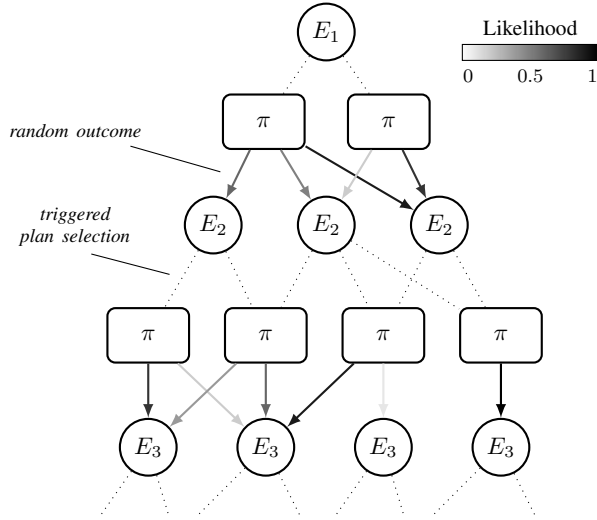 E₁
Likelihood
0 0.5 1
π π
random outcome
E₂ E₂ E₂
triggered
plan selection
π π π π
E₃ E₃ E₃ E₃